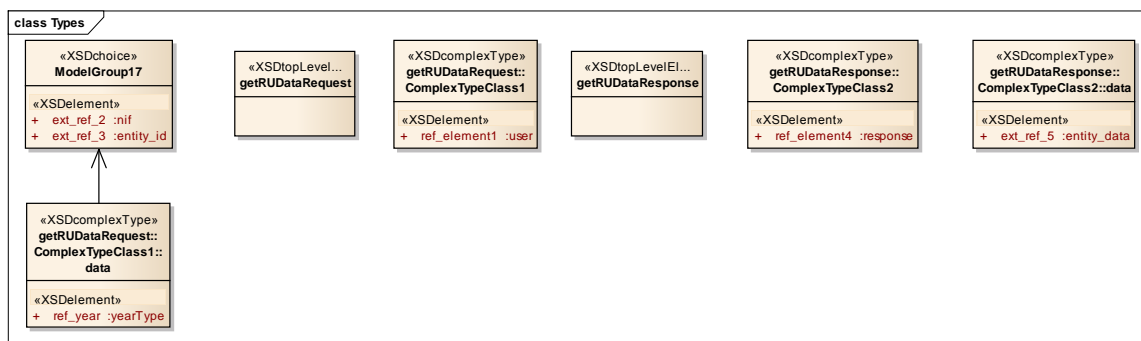 class Types
«XSDchoice»
ModelGroup17
«XSDelement»
+ ext_ref_2 :nif
+ ext_ref_3 :entity_id
«XSDtopLevel...
getRUDataRequest
«XSDcomplexType»
getRUDataRequest::
ComplexTypeClass1
«XSDelement»
+ ref_element1 :user
«XSDtopLevelEl...
getRUDataResponse
«XSDcomplexType»
getRUDataResponse::
ComplexTypeClass2
«XSDelement»
+ ref_element4 :response
«XSDcomplexType»
getRUDataResponse::
ComplexTypeClass2::data
«XSDelement»
+ ext_ref_5 :entity_data
«XSDcomplexType»
getRUDataRequest::
ComplexTypeClass1::
data
«XSDelement»
+ ref_year :yearType